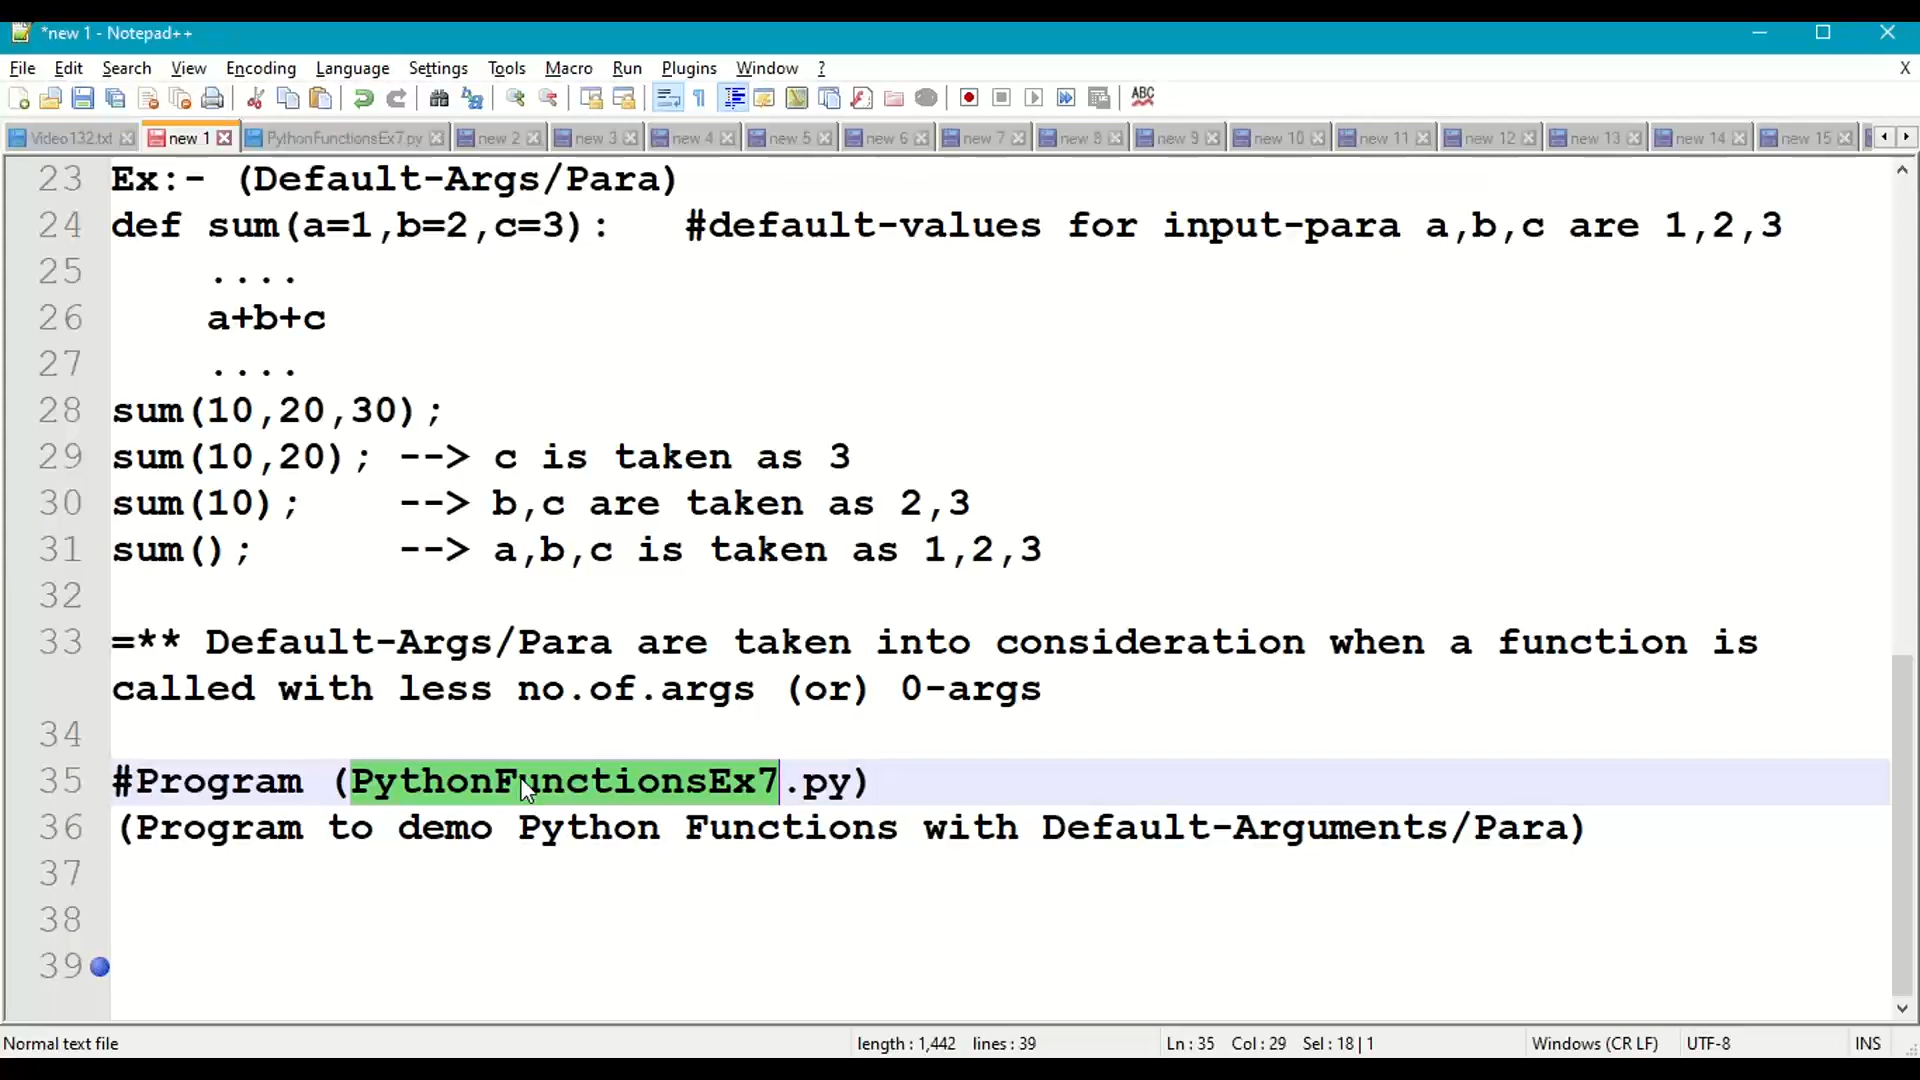 *new 1 - Notepad++
File Edit Search View Encoding Language Settings Tools Macro Run Plugins Window ? X
ABC
Video132.txt new 1 PythonFunctionsEx7.py new 2 new 3 new 4 new 5 new 6 new 7 new 8 new 9 new 10 new 11 new 12 new 13 new 14 new 15
23 Ex:- (Default-Args/Para)
24 def sum(a=1,b=2,c=3):   #default-values for input-para a,b,c are 1,2,3
25     ....
26     a+b+c
27     ....
28 sum(10,20,30);
29 sum(10,20); --> c is taken as 3
30 sum(10);    --> b,c are taken as 2,3
31 sum();      --> a,b,c is taken as 1,2,3
32
33 =** Default-Args/Para are taken into consideration when a function is
called with less no.of.args (or) 0-args
34
35 #Program (PythonFunctionsEx7.py)
36 (Program to demo Python Functions with Default-Arguments/Para)
37
38
39
Normal text file length : 1,442 lines : 39 Ln : 35 Col : 29 Sel : 18 | 1 Windows (CR LF) UTF-8 INS